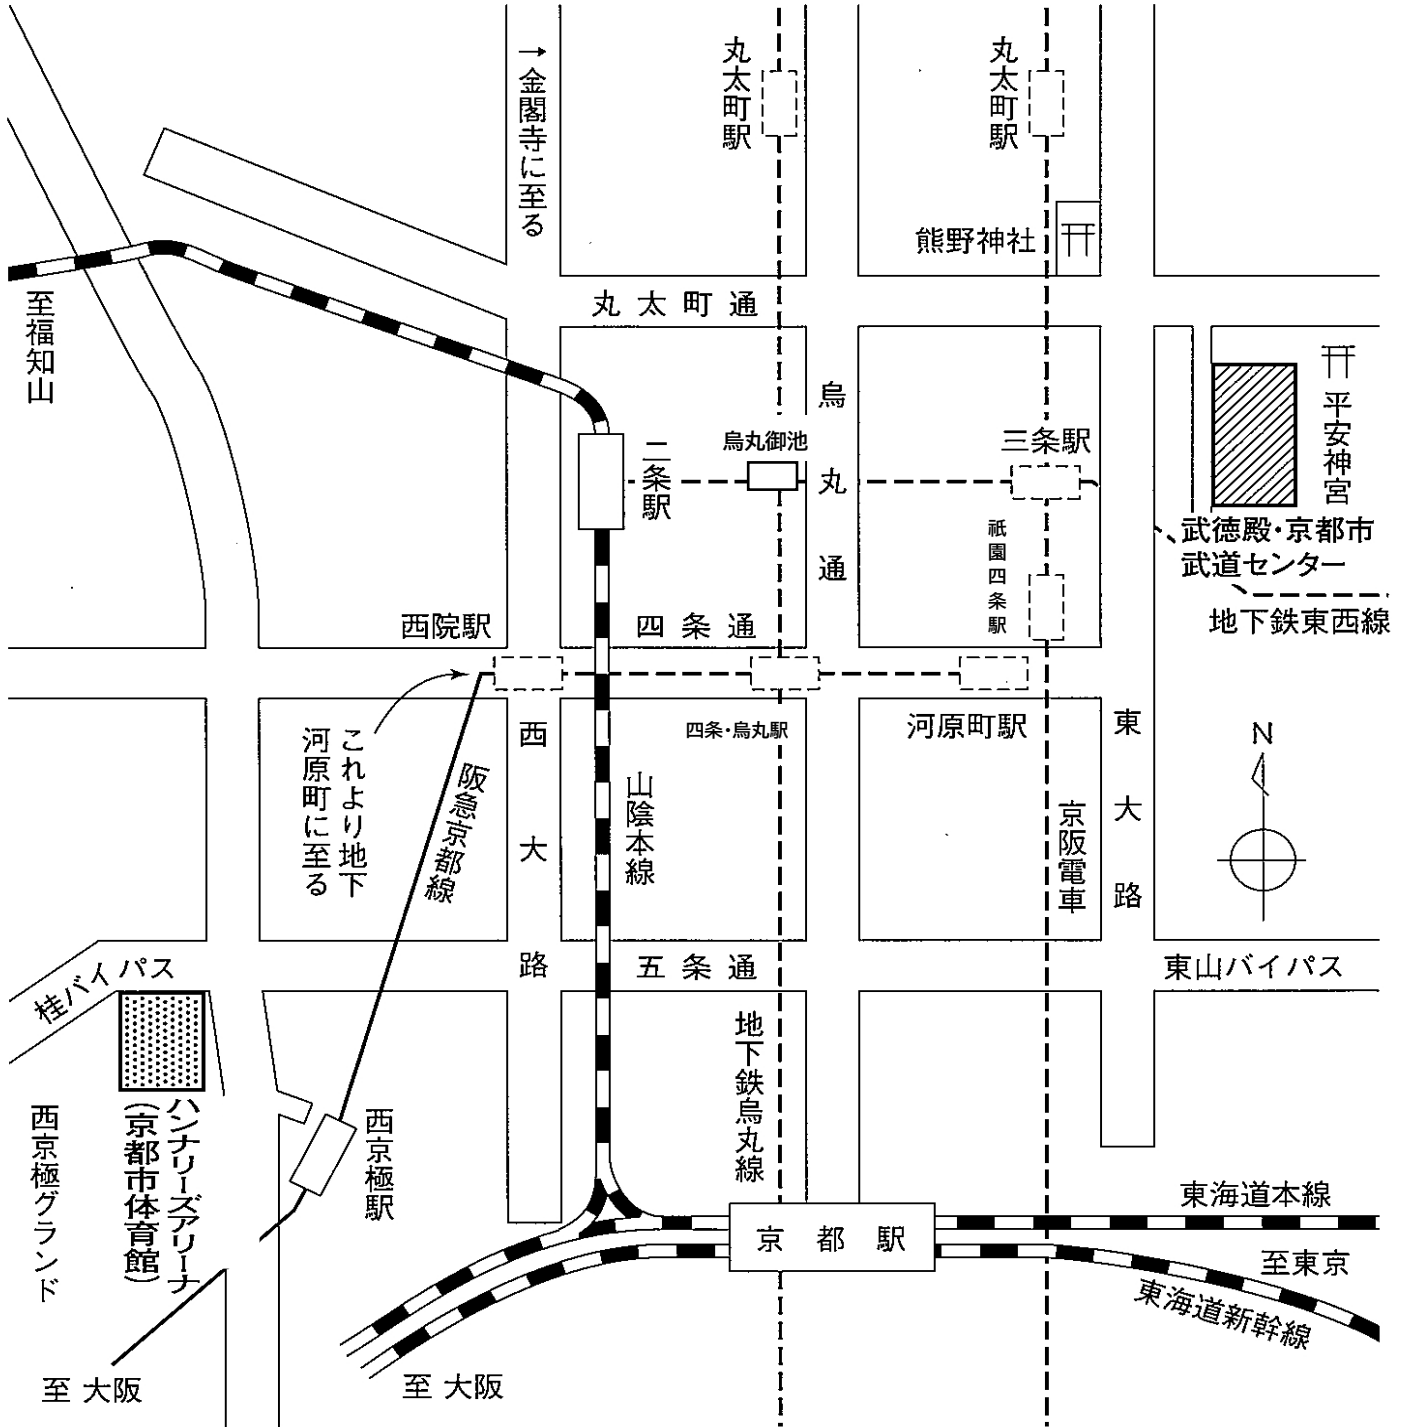 →金閣寺に至る
丸太町駅
丸太町駅
熊野神社
丸太町通
至福知山
烏丸通
烏丸御池
三条駅
二条駅
平安神宮
武徳殿・京都市
武道センター
地下鉄東西線
祇園四条駅
西院駅
四条通
四条・烏丸駅
河原町駅
これより地下
河原町に至る
阪急京都線
西大路
山陰本線
東大路
京阪電車
N
桂バイパス
五条通
東山バイパス
地下鉄烏丸線
西京極グランド
ハンナリーズアリーナ
(京都市体育館)
西京極駅
京都駅
東海道本線
至東京
東海道新幹線
至 大阪
至 大阪